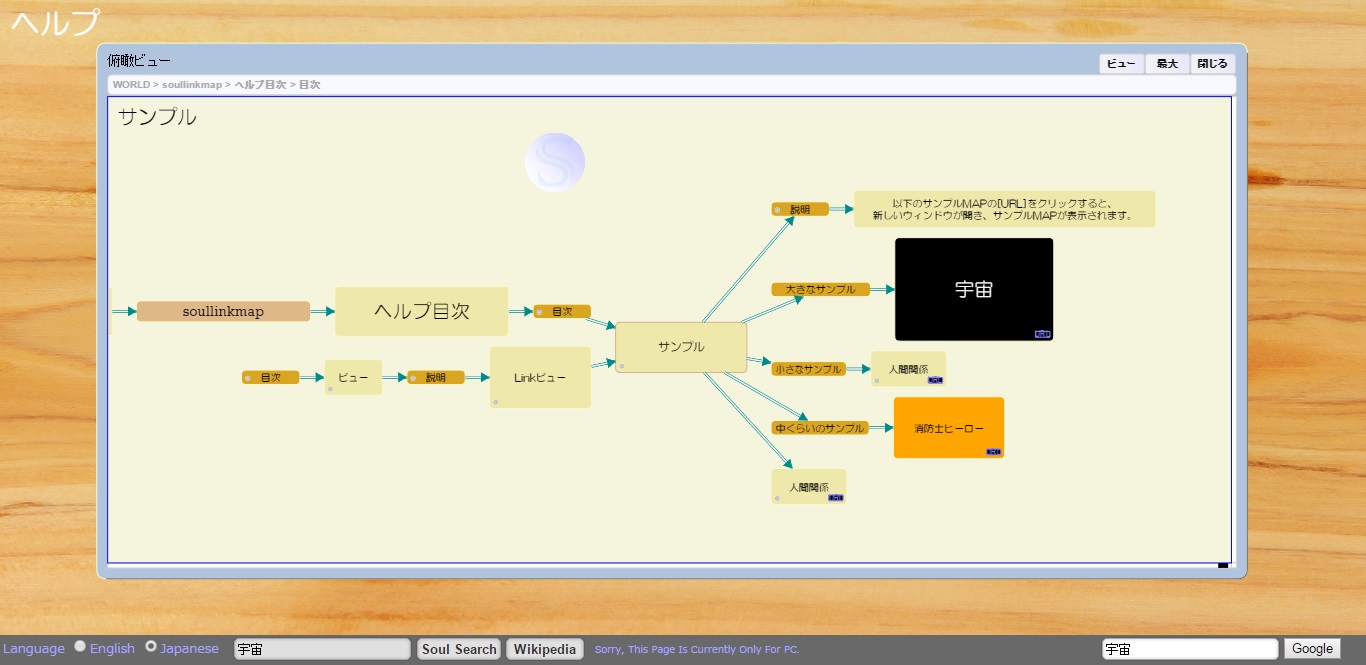 ヘルプ
俯瞰ビュー
ビュー 最大 閉じる
WORLD > soullinkmap > ヘルプ目次 > 目次
サンプル
S
説明
以下のサンプルMAPの[URL]をクリックすると、
新しいウィンドウが開き、サンプルMAPが表示されます。
大きなサンプル
宇宙
URL
soullinkmap
ヘルプ目次
目次
サンプル
目次
ビュー
説明
Linkビュー
小さなサンプル
人間関係
URL
中くらいのサンプル
消防士ヒーロー
URL
人間関係
URL
Language English Japanese 宇宙 Soul Search Wikipedia Sorry, This Page Is Currently Only For PC. 宇宙 Google